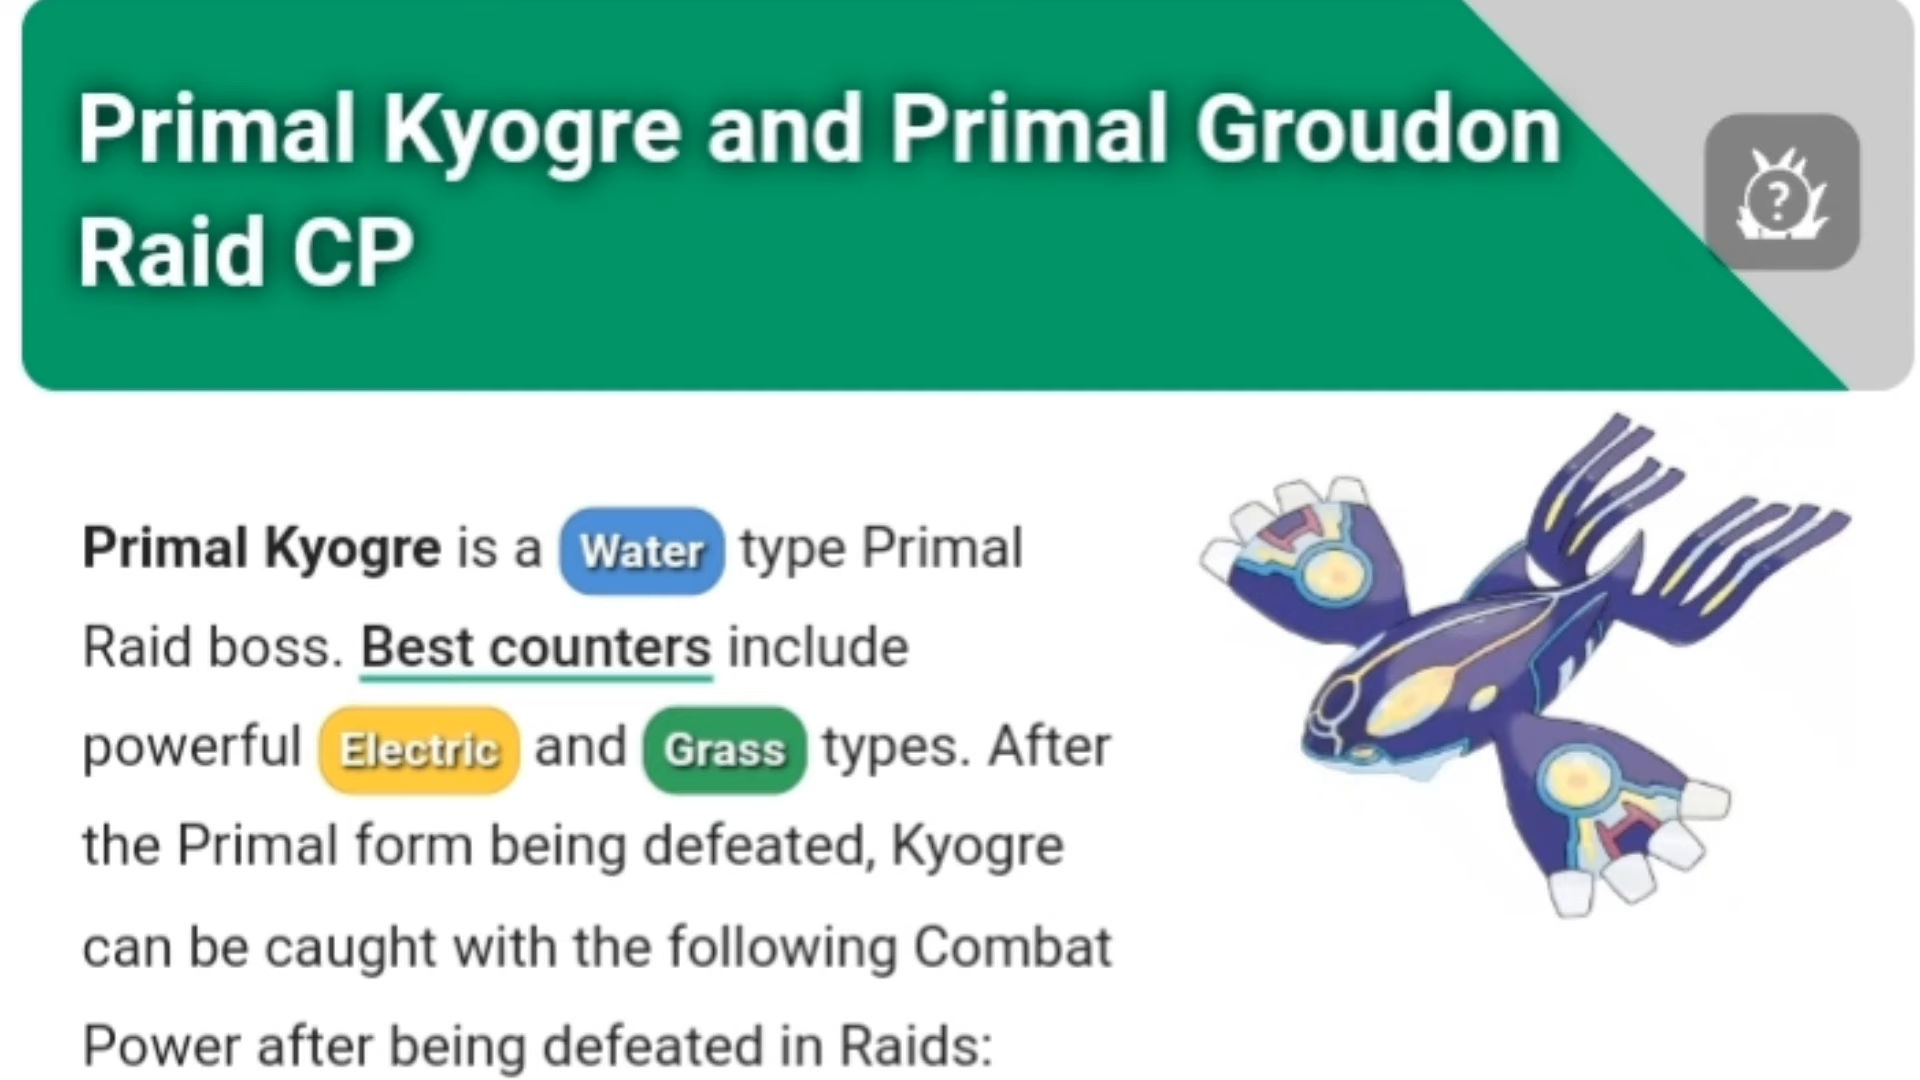 Primal Kyogre and Primal Groudon
Raid CP
?
Primal Kyogre is a Water type Primal
Raid boss. Best counters include
powerful Electric and Grass types. After
the Primal form being defeated, Kyogre
can be caught with the following Combat
Power after being defeated in Raids: